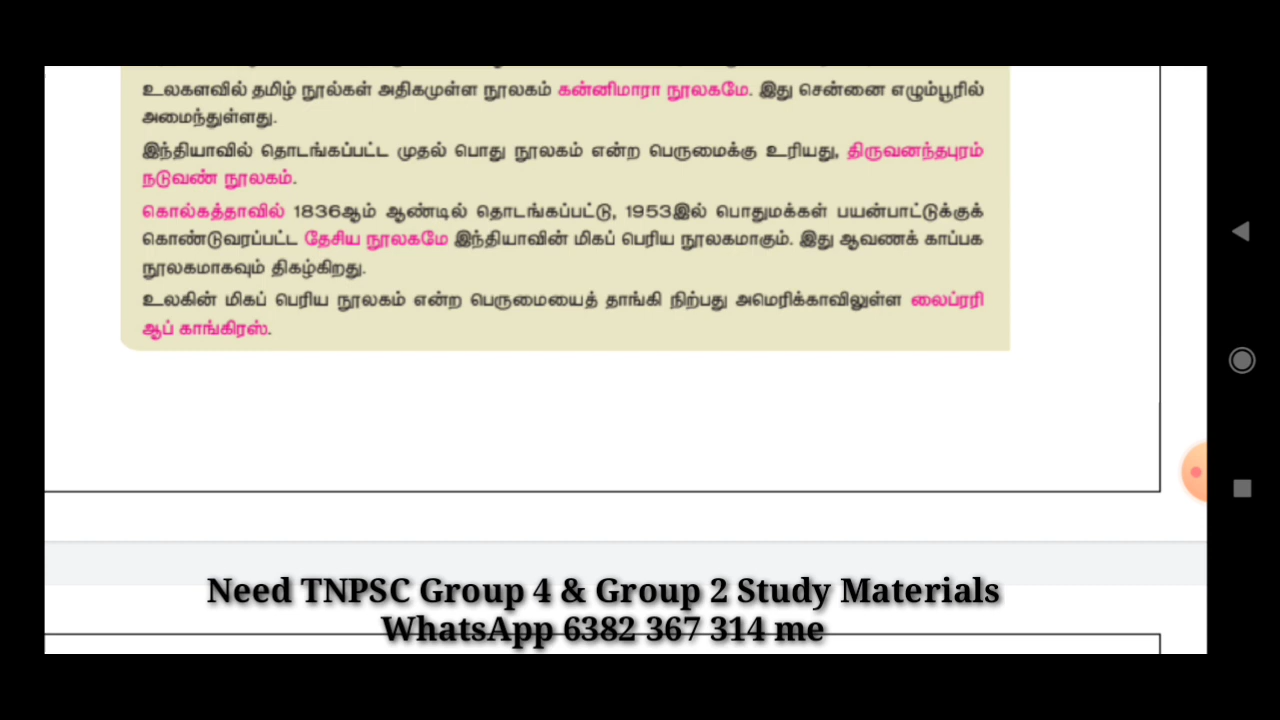 உலகளவில் தமிழ் நூல்கள் அதிகமுள்ள நூலகம் கன்னிமாரா நூலகமே. இது சென்னை எழும்பூரில்
அமைந்துள்ளது.
இந்தியாவில் தொடங்கப்பட்ட முதல் பொது நூலகம் என்ற பெருமைக்கு உரியது, திருவனந்தபுரம்
நடுவண் நூலகம்.
கொல்கத்தாவில் 1836ஆம் ஆண்டில் தொடங்கப்பட்டு, 1953இல் பொதுமக்கள் பயன்பாட்டுக்குக்
கொண்டுவரப்பட்ட தேசிய நூலகமே இந்தியாவின் மிகப் பெரிய நூலகமாகும். இது ஆவணக் காப்பக
நூலகமாகவும் திகழ்கிறது.
உலகின் மிகப் பெரிய நூலகம் என்ற பெருமையைத் தாங்கி நிற்பது அமெரிக்காவிலுள்ள லைப்ரரி
ஆப் காங்கிரஸ்.
Need TNPSC Group 4 & Group 2 Study Materials
WhatsApp 6382 367 314 me